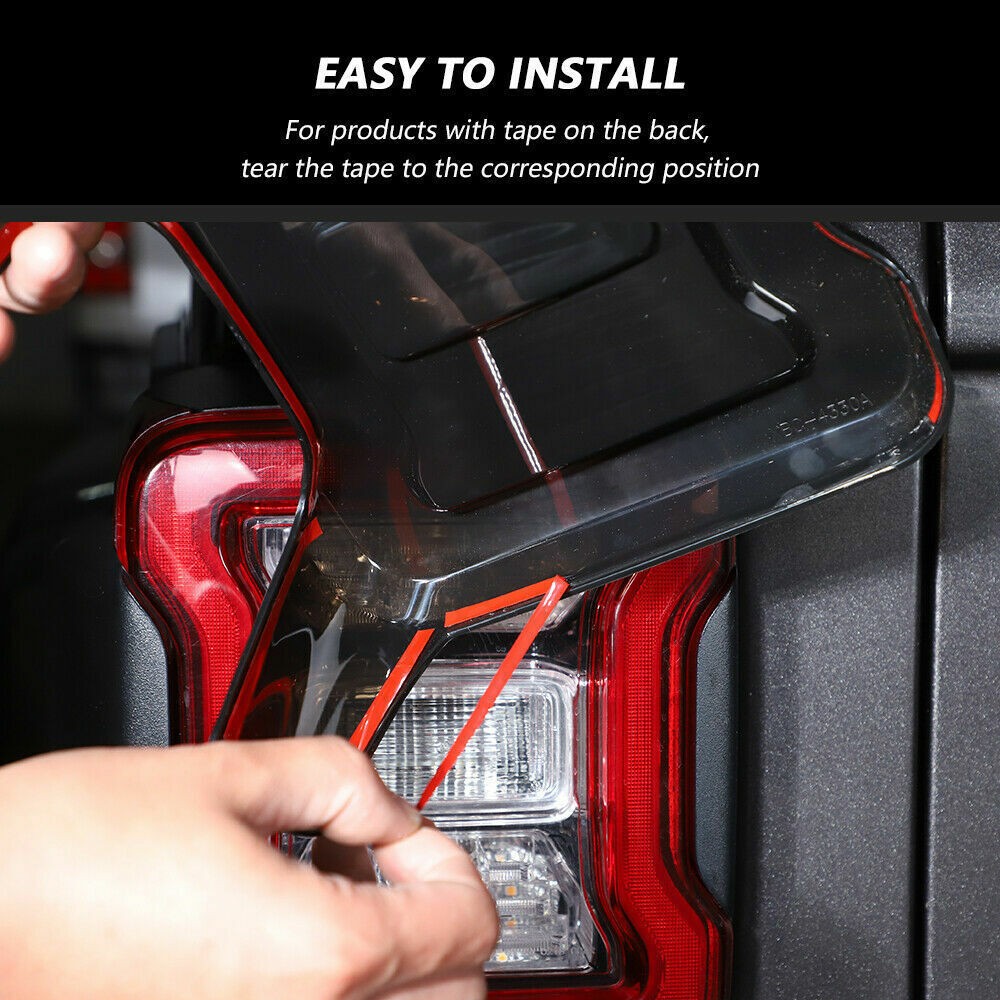 EASY TO INSTALL
For products with tape on the back,
tear the tape to the corresponding position